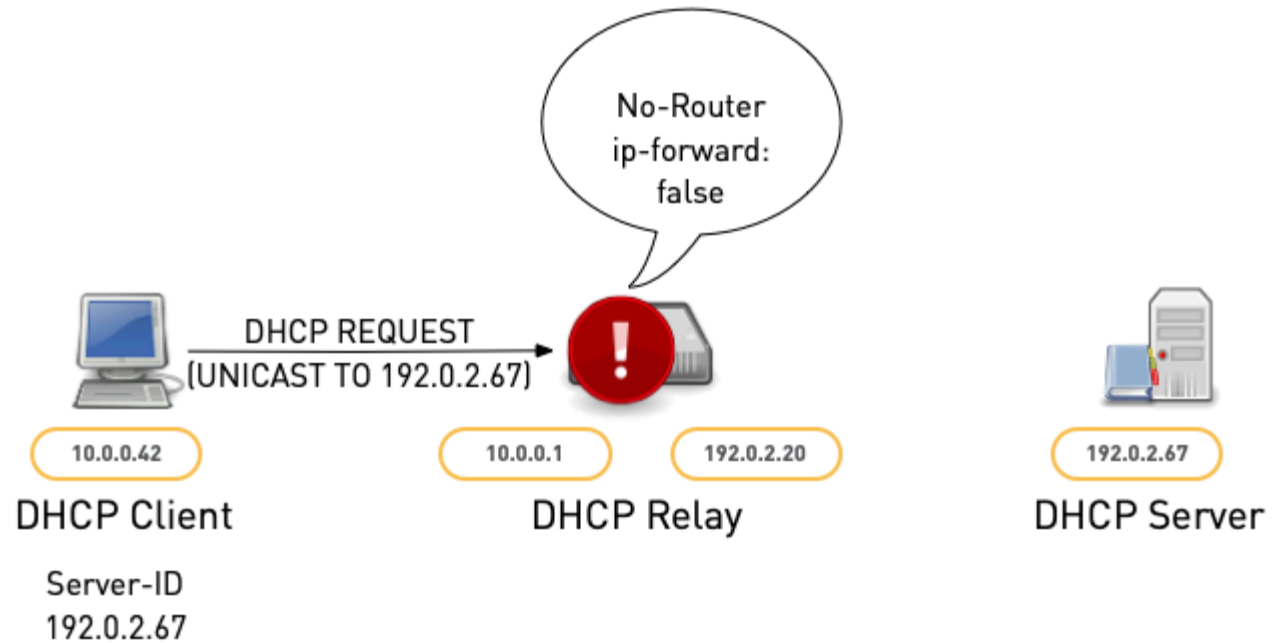 No-Router
ip-forward:
false
DHCP REQUEST
(UNICAST TO 192.0.2.67)
10.0.0.42
10.0.0.1
192.0.2.20
192.0.2.67
DHCP Client
DHCP Relay
DHCP Server
Server-ID
192.0.2.67